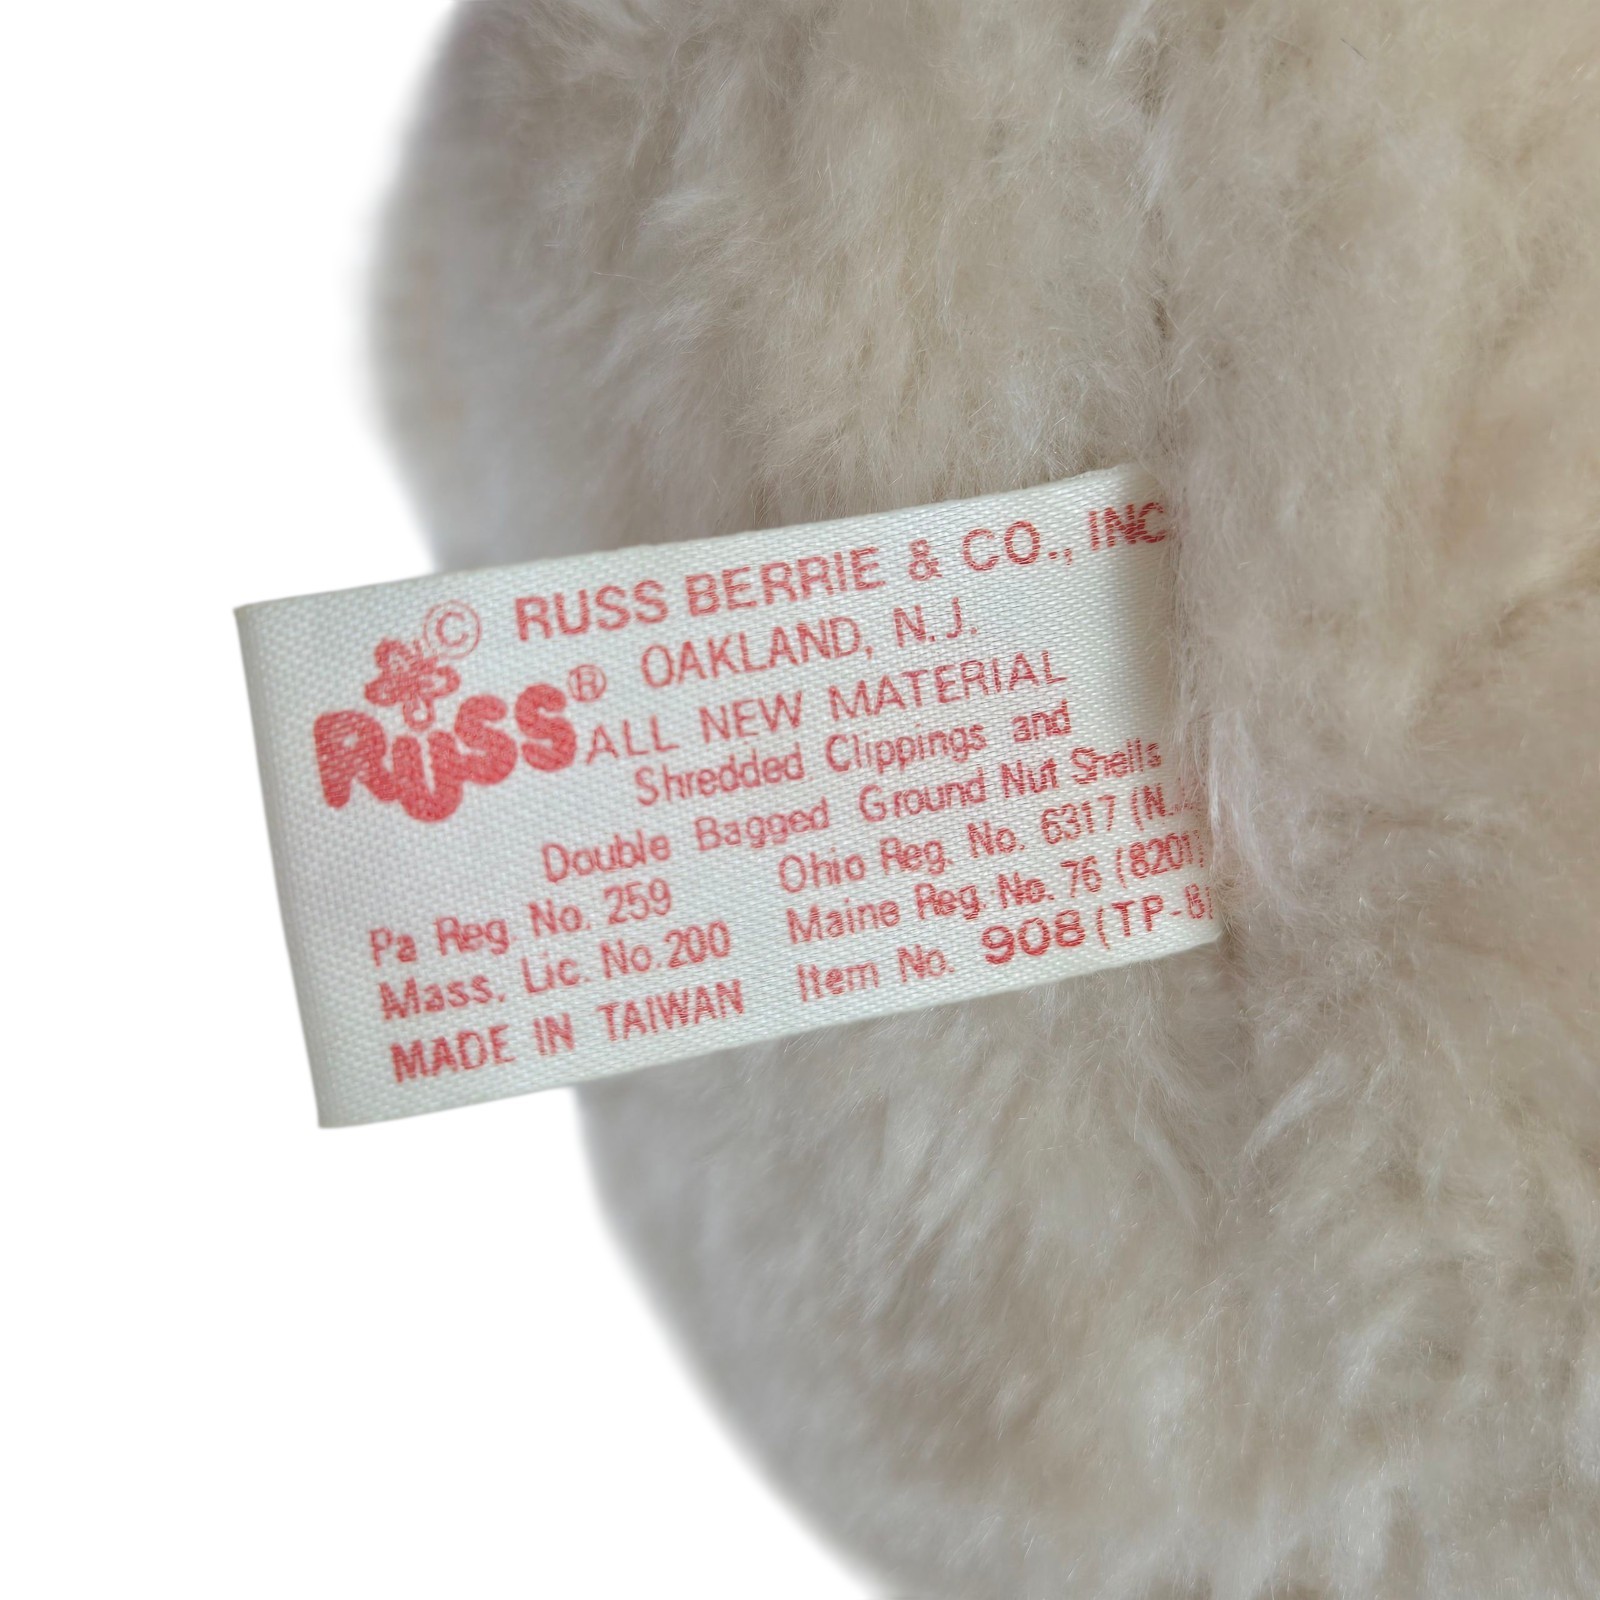 © RUSS BERRIE & CO., INC
RUSS® OAKLAND, N.J.
ALL NEW MATERIAL
Shredded Clippings and
Double Bagged Ground Nut Shells
Pa Reg. No. 259 Ohio Reg. No. 6317 (N.J.
Mass. Lic. No. 200 Maine Reg. No. 76 (8201)
MADE IN TAIWAN Item No. 908 (TP-